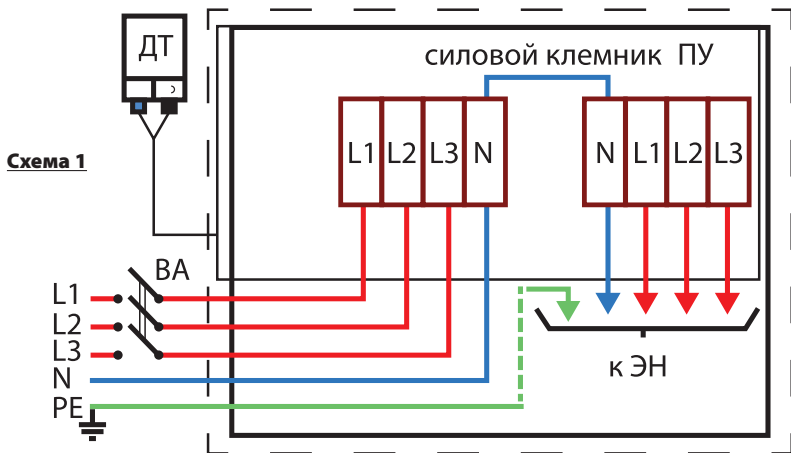 ДТ
силовой клемник ПУ
L1 L2 L3 N
N L1 L2 L3
Схема 1
ВА
L1
L2
L3
N
PE
к ЭН